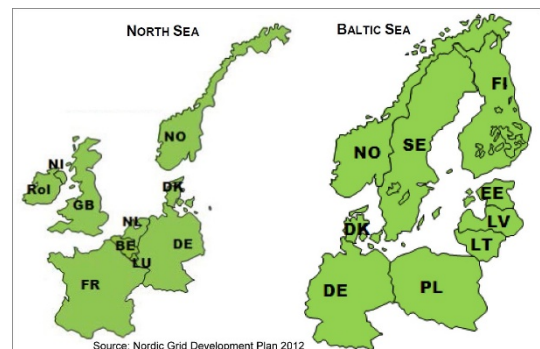 NORTH SEA
BALTIC SEA
NO
NI
RoI
GB
DK
NL
BE
DE
LU
FR
FI
SE
NO
EE
LV
DK
LT
DE
PL
Source: Nordic Grid Development Plan 2012